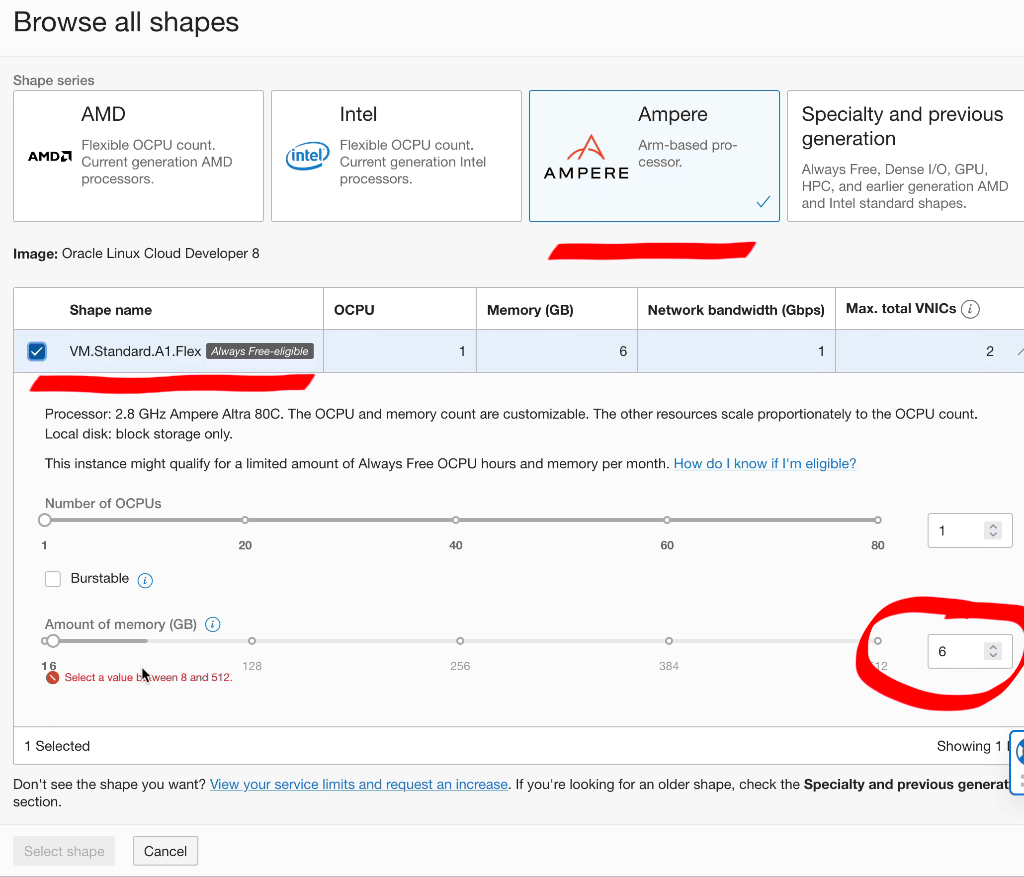 Browse all shapes
Shape series
AMD
AMD
Flexible OCPU count.
Current generation AMD
processors.
Intel
intel
Flexible OCPU count.
Current generation Intel
processors.
Ampere
AMPERE
Arm-based pro-
cessor.
Specialty and previous
generation
Always Free, Dense I/O, GPU,
HPC, and earlier generation AMD
and Intel standard shapes.
Image: Oracle Linux Cloud Developer 8
Shape name OCPU Memory (GB) Network bandwidth (Gbps) Max. total VNICs i
VM.Standard.A1.Flex Always Free-eligible 1 6 1 2
Processor: 2.8 GHz Ampere Altra 80C. The OCPU and memory count are customizable. The other resources scale proportionately to the OCPU count.
Local disk: block storage only.
This instance might qualify for a limited amount of Always Free OCPU hours and memory per month. How do I know if I'm eligible?
Number of OCPUs
1 20 40 60 80
1
Burstable i
Amount of memory (GB) i
1 6 128 256 384
6
Select a value between 8 and 512.
1 Selected
Showing 1
Don't see the shape you want? View your service limits and request an increase. If you're looking for an older shape, check the Specialty and previous generat
section.
Select shape
Cancel